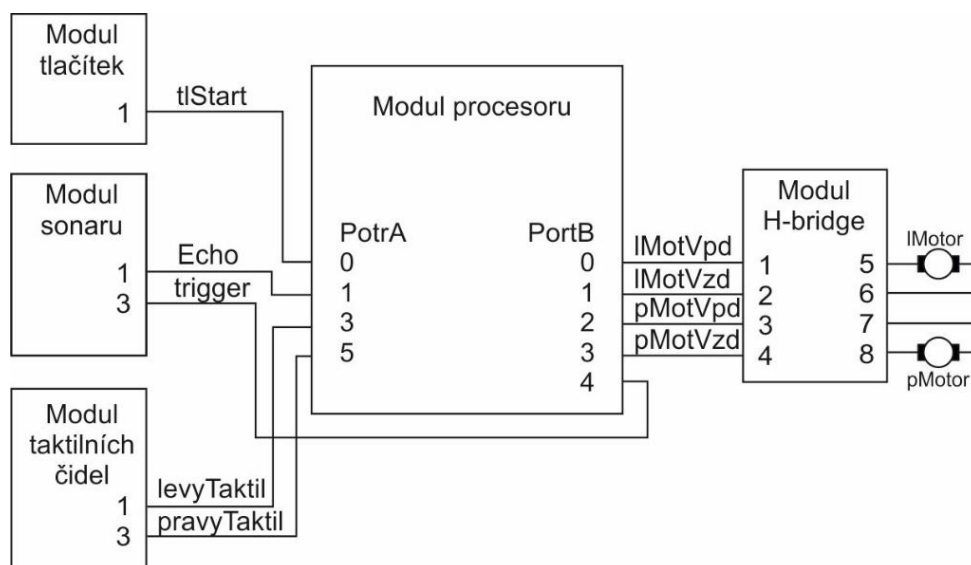 Modul
tlačítek
1
tlStart
Modul
sonaru
1
3
Echo
trigger
Modul
taktilních
čidel
1
3
levyTaktil
pravyTaktil
Modul procesoru
PotrA
0
1
3
5
PortB
0
1
2
3
4
lMotVpd
lMotVzd
pMotVpd
pMotVzd
Modul
H-bridge
1
2
3
4
5
6
7
8
lMotor
pMotor